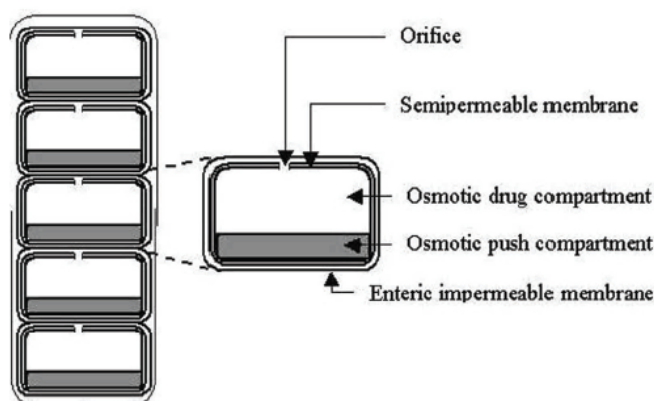 Orifice
Semipermeable membrane
Osmotic drug compartment
Osmotic push compartment
Enteric impermeable membrane